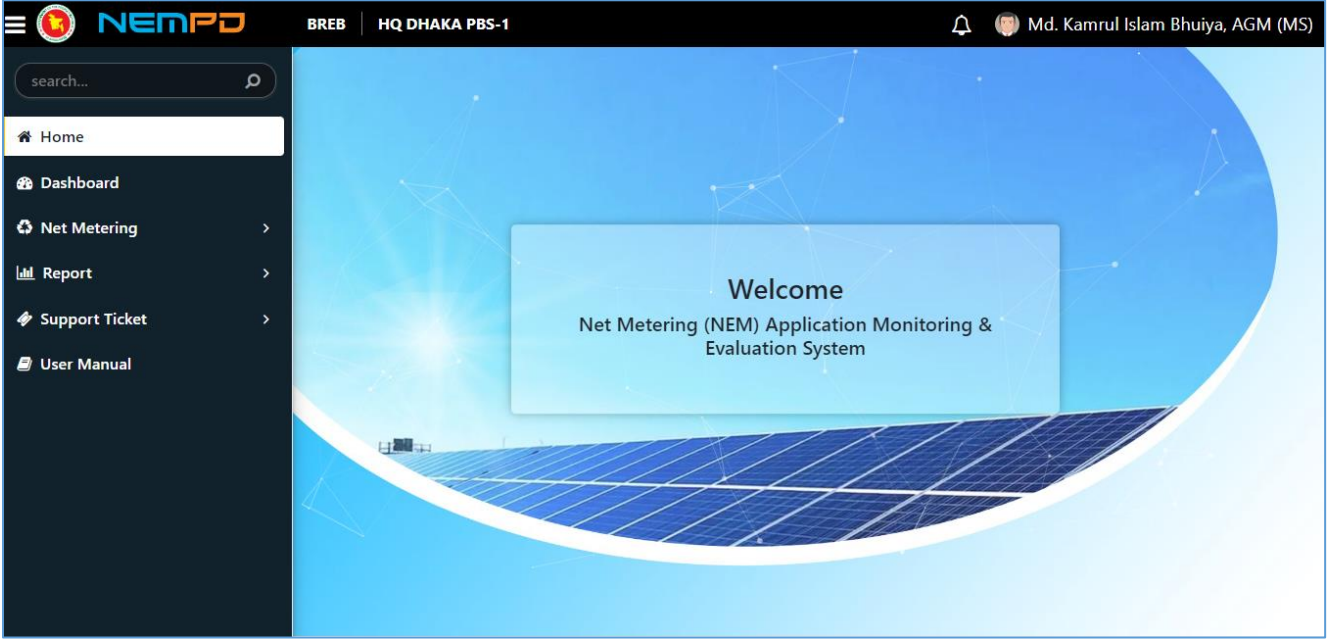 NEMPD
BREB
HQ DHAKA PBS-1
Md. Kamrul Islam Bhuiya, AGM (MS)
search...
Home
Dashboard
Net Metering
Report
Support Ticket
User Manual
Welcome
Net Metering (NEM) Application Monitoring &
Evaluation System